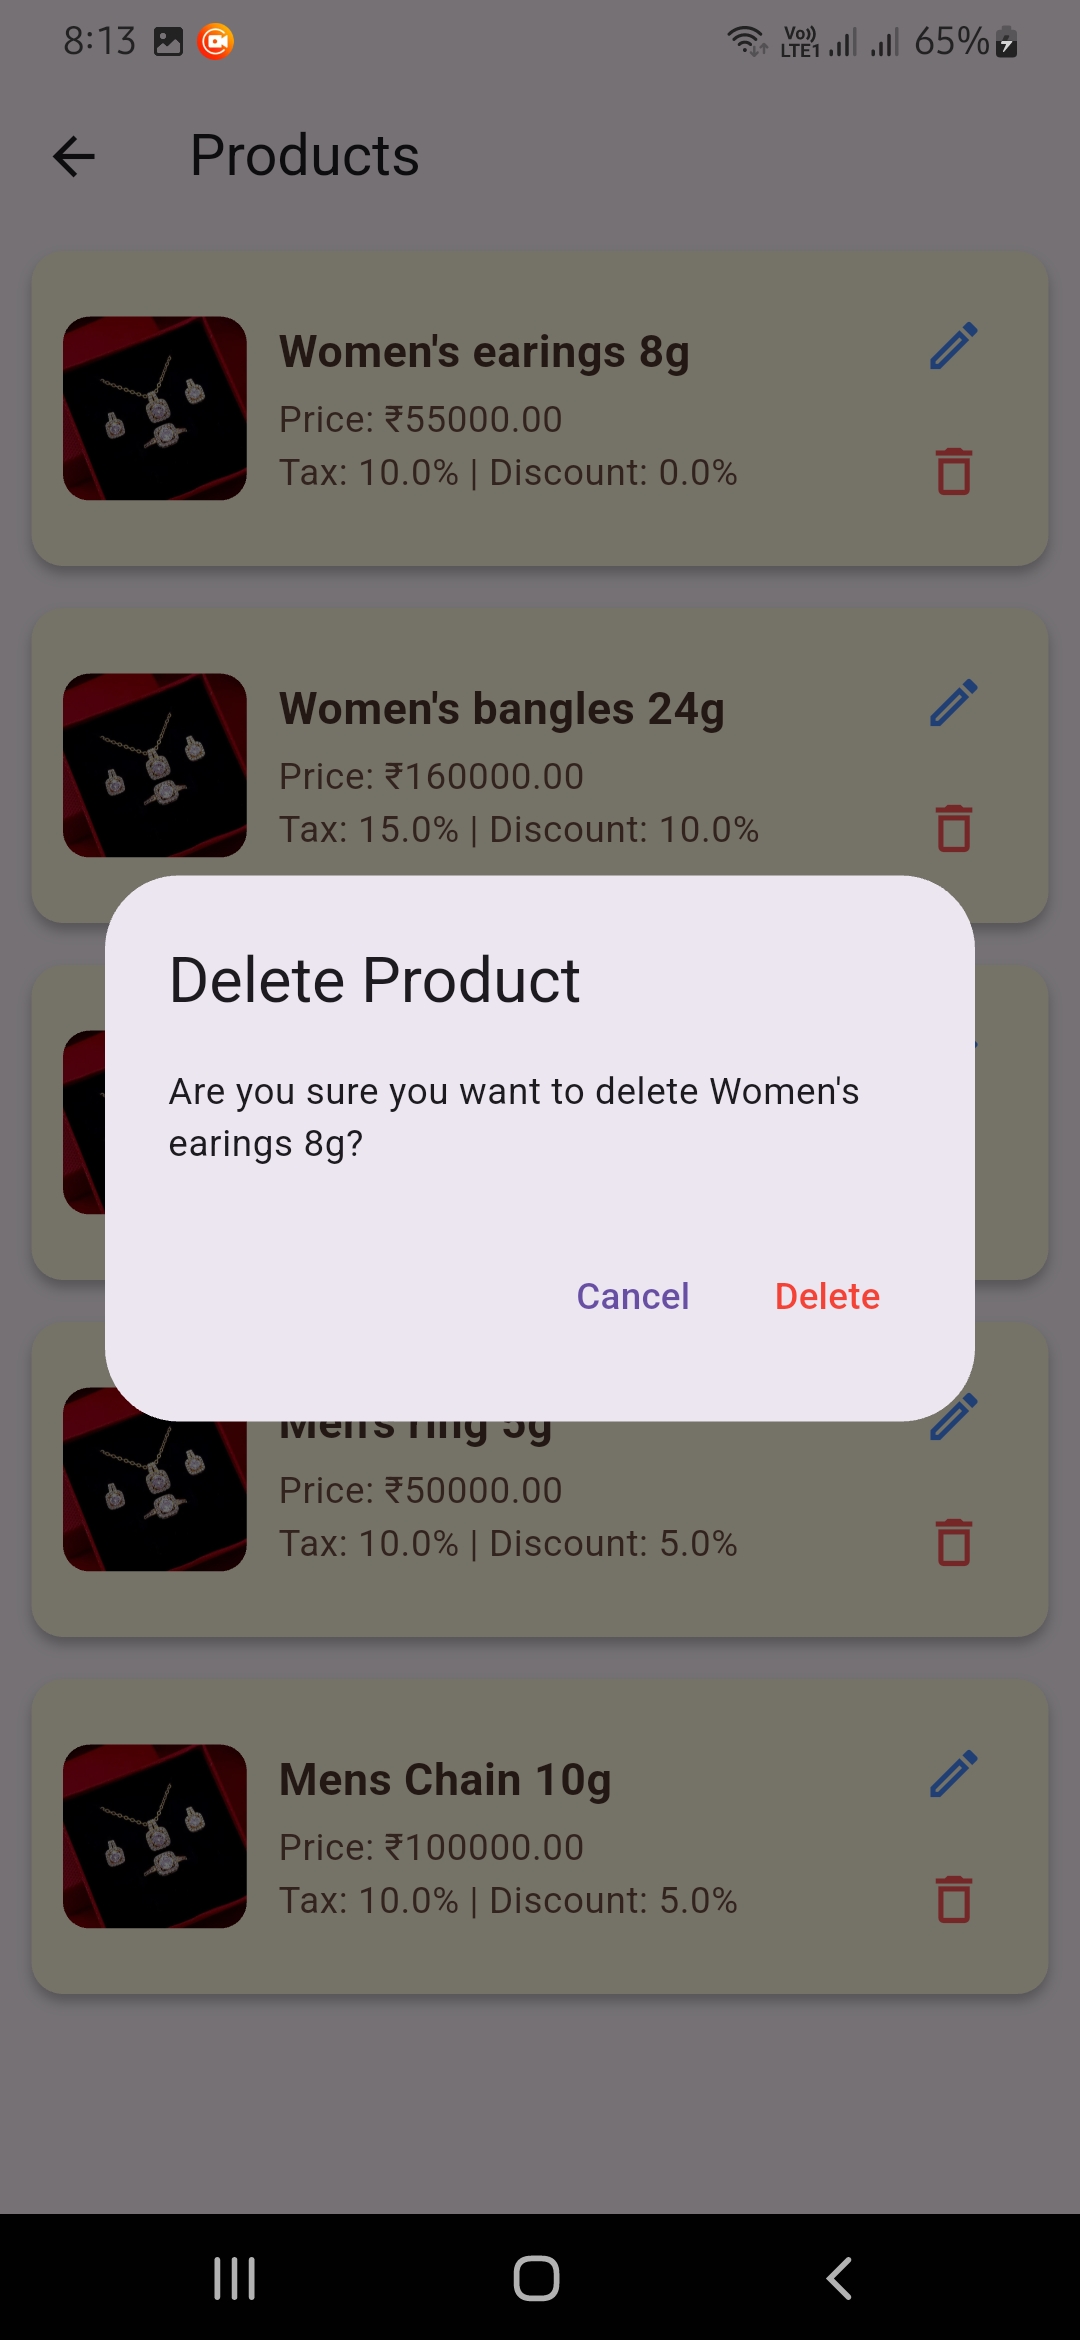 8:13
Vo))
LTE1
65%
Products
Women's earings 8g
Price: ₹55000.00
Tax: 10.0% | Discount: 0.0%
Women's bangles 24g
Price: ₹160000.00
Tax: 15.0% | Discount: 10.0%
Delete Product
Are you sure you want to delete Women's
earings 8g?
Cancel Delete
Men's ring 5g
Price: ₹50000.00
Tax: 10.0% | Discount: 5.0%
Mens Chain 10g
Price: ₹100000.00
Tax: 10.0% | Discount: 5.0%